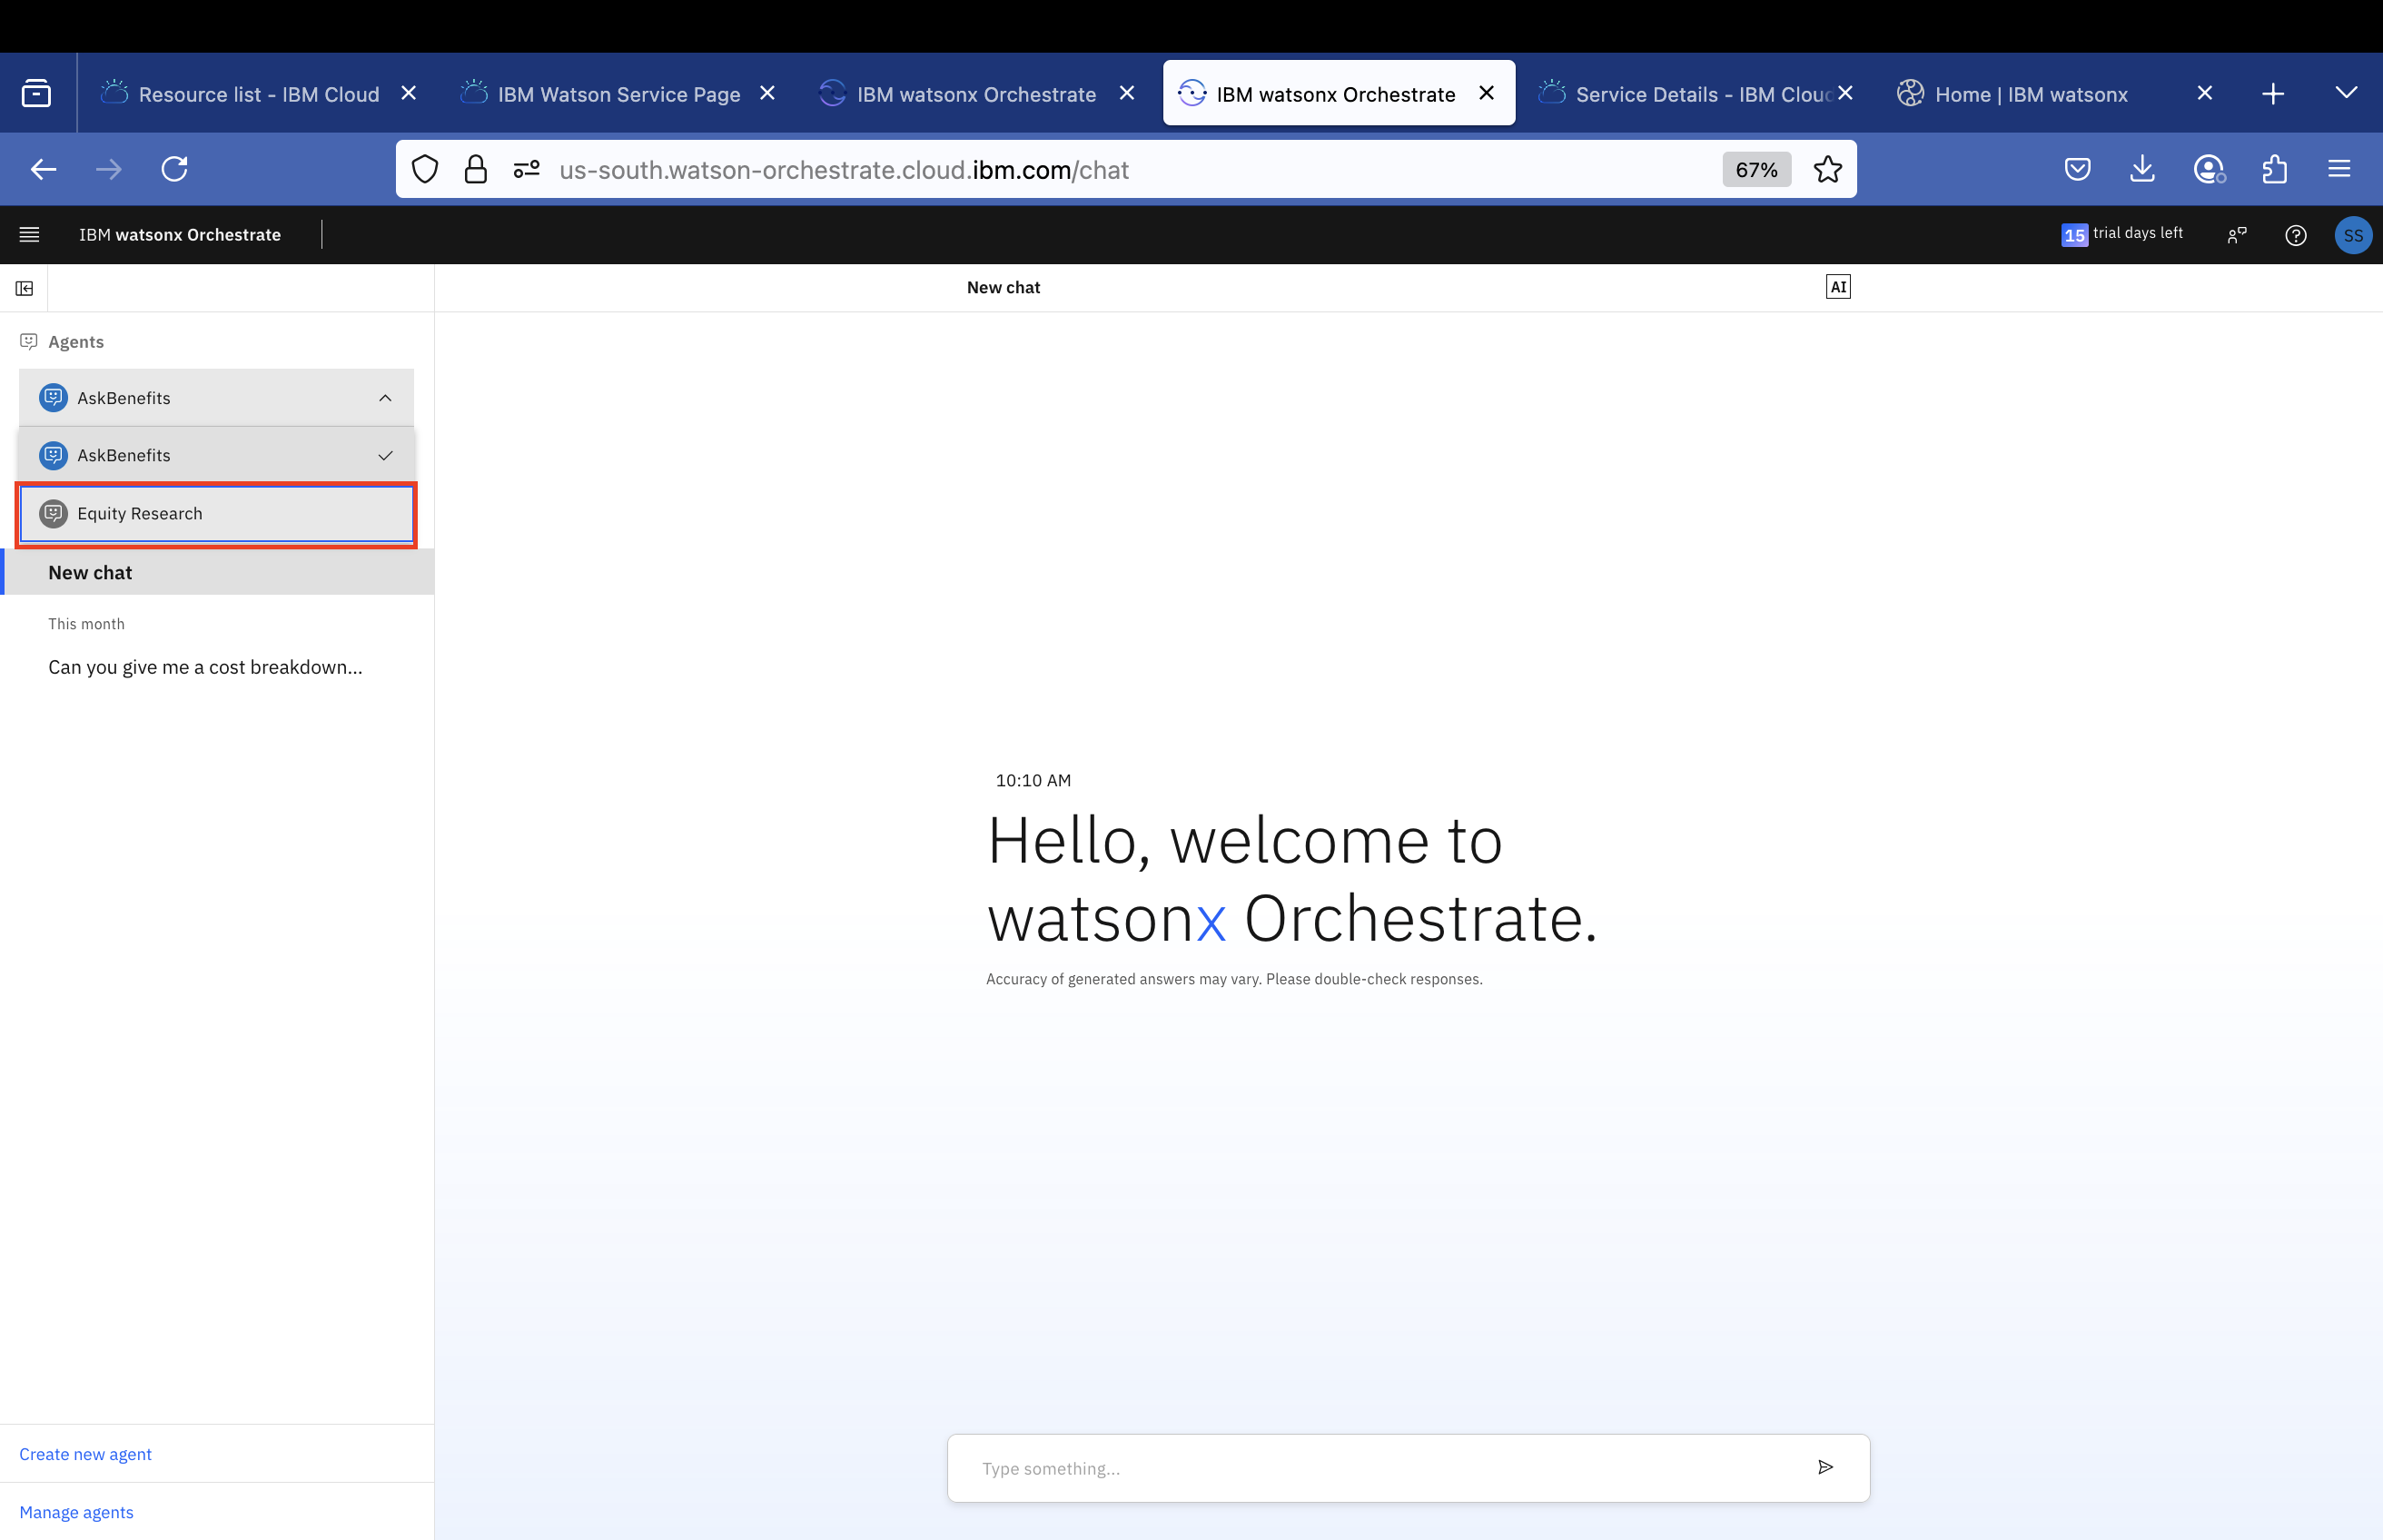 Resource list - IBM Cloud
IBM Watson Service Page
IBM watsonx Orchestrate
IBM watsonx Orchestrate
Service Details - IBM Cloud
Home | IBM watsonx
us-south.watson-orchestrate.cloud.ibm.com/chat
67%
IBM watsonx Orchestrate
15 trial days left
SS
New chat
AI
Agents
AskBenefits
AskBenefits
Equity Research
New chat
This month
Can you give me a cost breakdown...
10:10 AM
Hello, welcome to
watsonx Orchestrate.
Accuracy of generated answers may vary. Please double-check responses.
Type something...
Create new agent
Manage agents